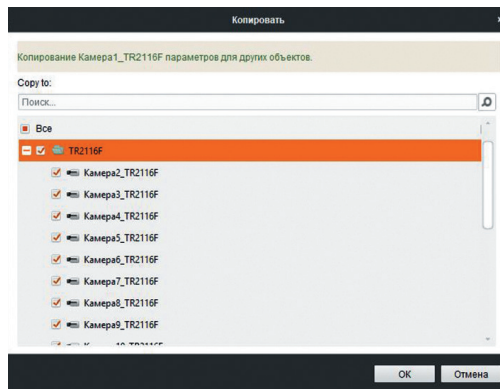 Копировать
Копирование Камера1_TR2116F параметров для других объектов.
Copy to:
Поиск...
Все
TR2116F
Камера2_TR2116F
Камера3_TR2116F
Камера4_TR2116F
Камера5_TR2116F
Камера6_TR2116F
Камера7_TR2116F
Камера8_TR2116F
Камера9_TR2116F
OK Отмена